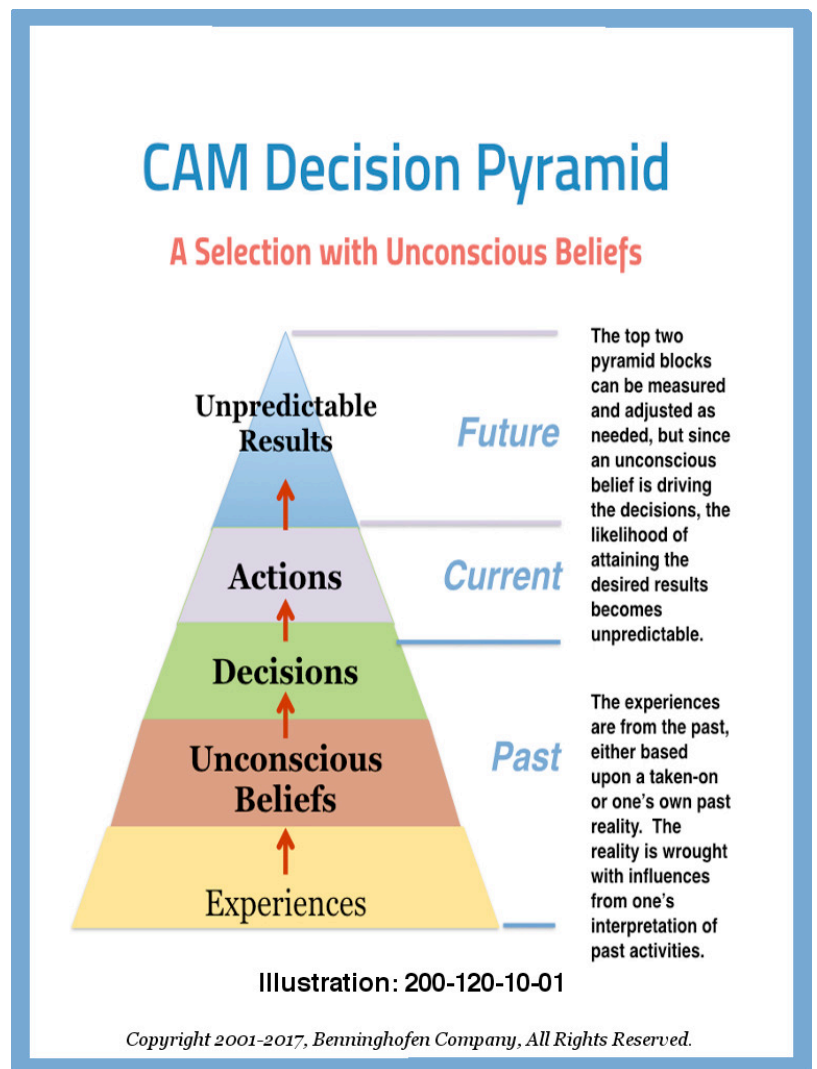 CAM Decision Pyramid
A Selection with Unconscious Beliefs
Unpredictable
Results
Actions
Decisions
Unconscious
Beliefs
Experiences
Future
Current
Past
The top two
pyramid blocks
can be measured
and adjusted as
needed, but since
an unconscious
belief is driving
the decisions, the
likelihood of
attaining the
desired results
becomes
unpredictable.
The experiences
are from the past,
either based
upon a taken-on
or one's own past
reality.  The
reality is wrought
with influences
from one's
interpretation of
past activities.
Illustration: 200-120-10-01
Copyright 2001-2017, Benninghofen Company, All Rights Reserved.